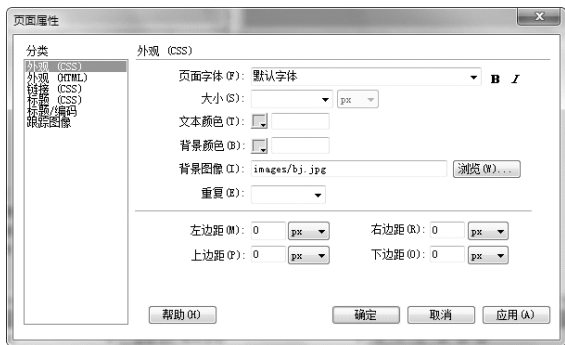 页面属性
分类
外观 (CSS)
外观 (HTML)
链接 (CSS)
标题 (CSS)
标题/编码
跟踪图像
外观 (CSS)
页面字体(F): 默认字体 B I
大小(S): px
文本颜色(T):
背景颜色(B):
背景图像(I): images/bj.jpg 浏览(W)...
重复(E):
左边距(M): 0 px 右边距(R): 0 px
上边距(P): 0 px 下边距(O): 0 px
帮助(H) 确定 取消 应用(A)